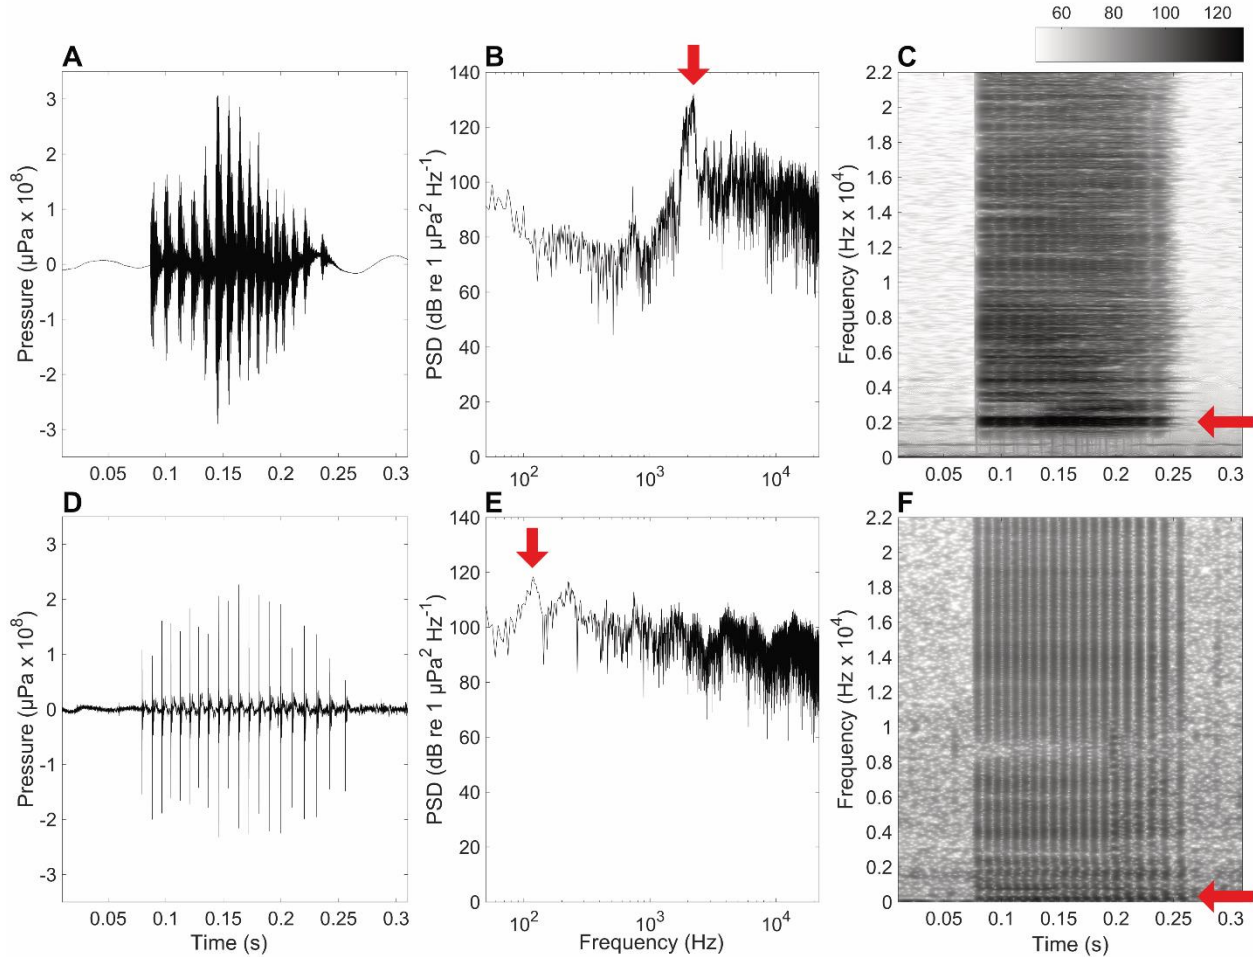 60 80 100 120
A
B
C
3
2
1
0
-1
-2
-3
Pressure (µPa x 10⁸)
0.05 0.1 0.15 0.2 0.25 0.3
140
120
100
80
60
40
20
0
PSD (dB re 1 µPa² Hz⁻¹)
10² 10³ 10⁴
2.2
2
1.8
1.6
1.4
1.2
1
0.8
0.6
0.4
0.2
0
Frequency (Hz x 10⁴)
0.05 0.1 0.15 0.2 0.25 0.3
D
E
F
3
2
1
0
-1
-2
-3
Pressure (µPa x 10⁸)
0.05 0.1 0.15 0.2 0.25 0.3
Time (s)
140
120
100
80
60
40
20
0
PSD (dB re 1 µPa² Hz⁻¹)
10² 10³ 10⁴
Frequency (Hz)
2.2
2
1.8
1.6
1.4
1.2
1
0.8
0.6
0.4
0.2
0
Frequency (Hz x 10⁴)
0.05 0.1 0.15 0.2 0.25 0.3
Time (s)